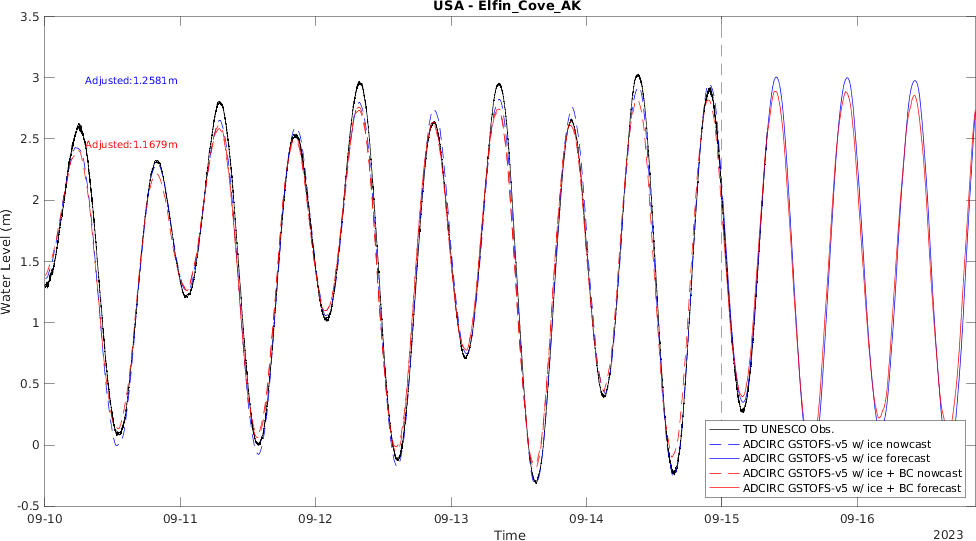 USA - Elfin_Cove_AK
3.5
3
2.5
2
1.5
1
0.5
0
-0.5
Water Level (m)
Adjusted:1.2581m
Adjusted:1.1679m
TD UNESCO Obs.
ADCIRC GSTOFS-v5 w/ ice nowcast
ADCIRC GSTOFS-v5 w/ ice forecast
ADCIRC GSTOFS-v5 w/ ice + BC nowcast
ADCIRC GSTOFS-v5 w/ ice + BC forecast
09-10 09-11 09-12 09-13 09-14 09-15 09-16
Time
2023